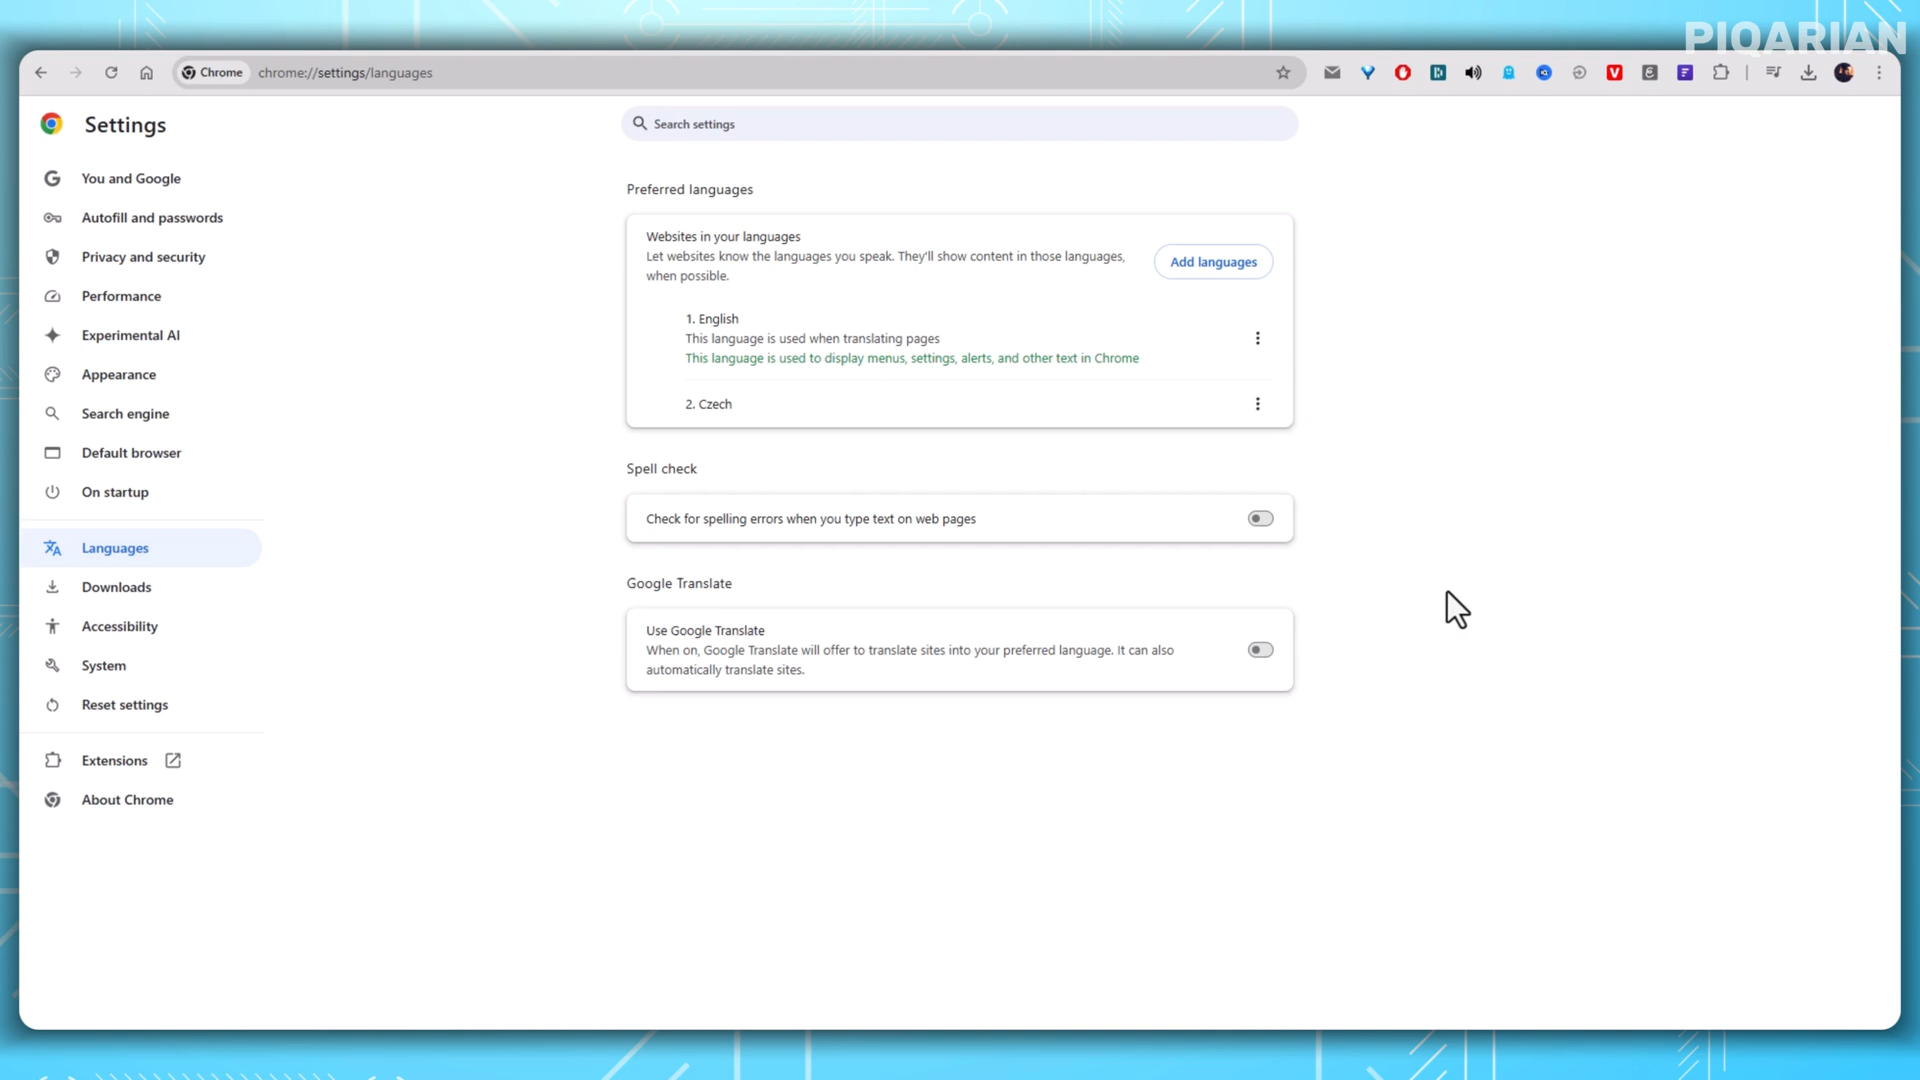 PIQARIAN
Chrome
chrome://settings/languages
Settings
Search settings
You and Google
Autofill and passwords
Privacy and security
Performance
Experimental AI
Appearance
Search engine
Default browser
On startup
Languages
Downloads
Accessibility
System
Reset settings
Extensions
About Chrome
Preferred languages
Websites in your languages
Let websites know the languages you speak. They'll show content in those languages,
when possible.
Add languages
1. English
This language is used when translating pages
This language is used to display menus, settings, alerts, and other text in Chrome
2. Czech
Spell check
Check for spelling errors when you type text on web pages
Google Translate
Use Google Translate
When on, Google Translate will offer to translate sites into your preferred language. It can also
automatically translate sites.